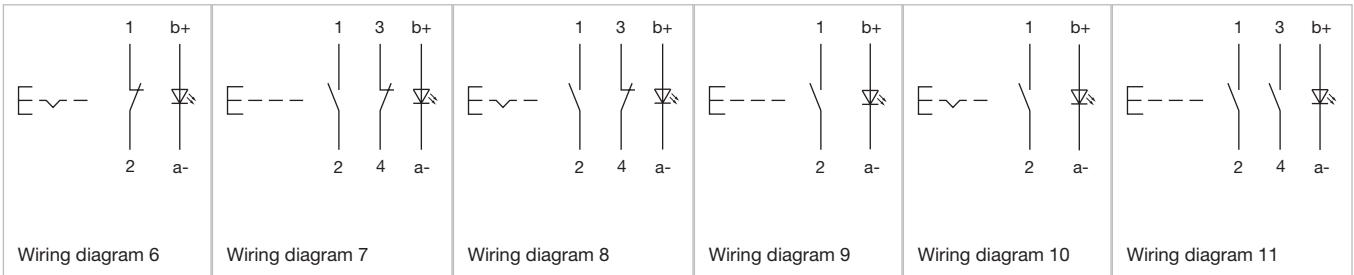 1 b+
2 a-
Wiring diagram 6
1 3 b+
2 4 a-
Wiring diagram 7
1 3 b+
2 4 a-
Wiring diagram 8
1 b+
2 a-
Wiring diagram 9
1 b+
2 a-
Wiring diagram 10
1 3 b+
2 4 a-
Wiring diagram 11